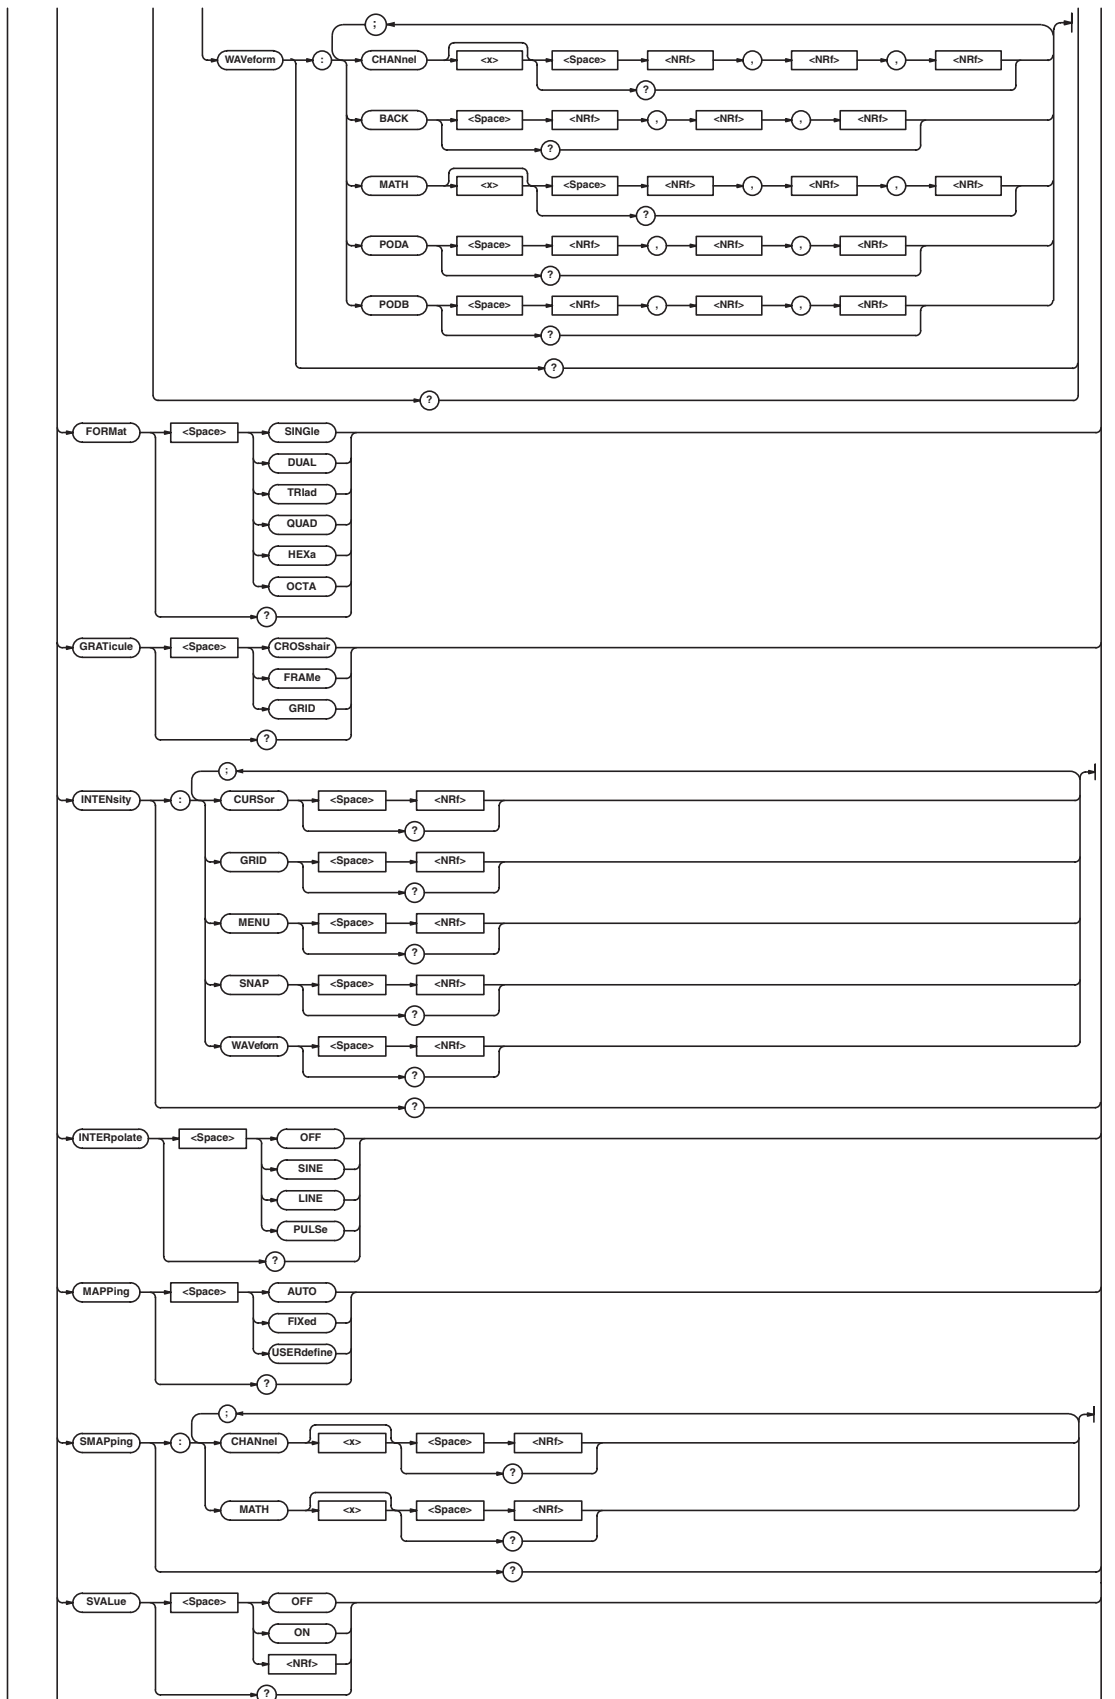 ;
WAVeform : CHANnel <x> <Space> <NRf> , <NRf> , <NRf>
?
BACK <Space> <NRf> , <NRf> , <NRf>
?
MATH <x> <Space> <NRf> , <NRf> , <NRf>
?
PODA <Space> <NRf> , <NRf> , <NRf>
?
PODB <Space> <NRf> , <NRf> , <NRf>
?
?
?
FORMat <Space> SINGle
DUAL
TRIad
QUAD
HEXa
OCTA
?
GRATicule <Space> CROSshair
FRAMe
GRID
?
;
INTENsity : CURSor <Space> <NRf>
?
GRID <Space> <NRf>
?
MENU <Space> <NRf>
?
SNAP <Space> <NRf>
?
WAVeforn <Space> <NRf>
?
?
INTERpolate <Space> OFF
SINE
LINE
PULSe
?
MAPPing <Space> AUTO
FIXed
USERdefine
?
;
SMAPping : CHANnel <x> <Space> <NRf>
?
MATH <x> <Space> <NRf>
?
?
SVALue <Space> OFF
ON
<NRf>
?